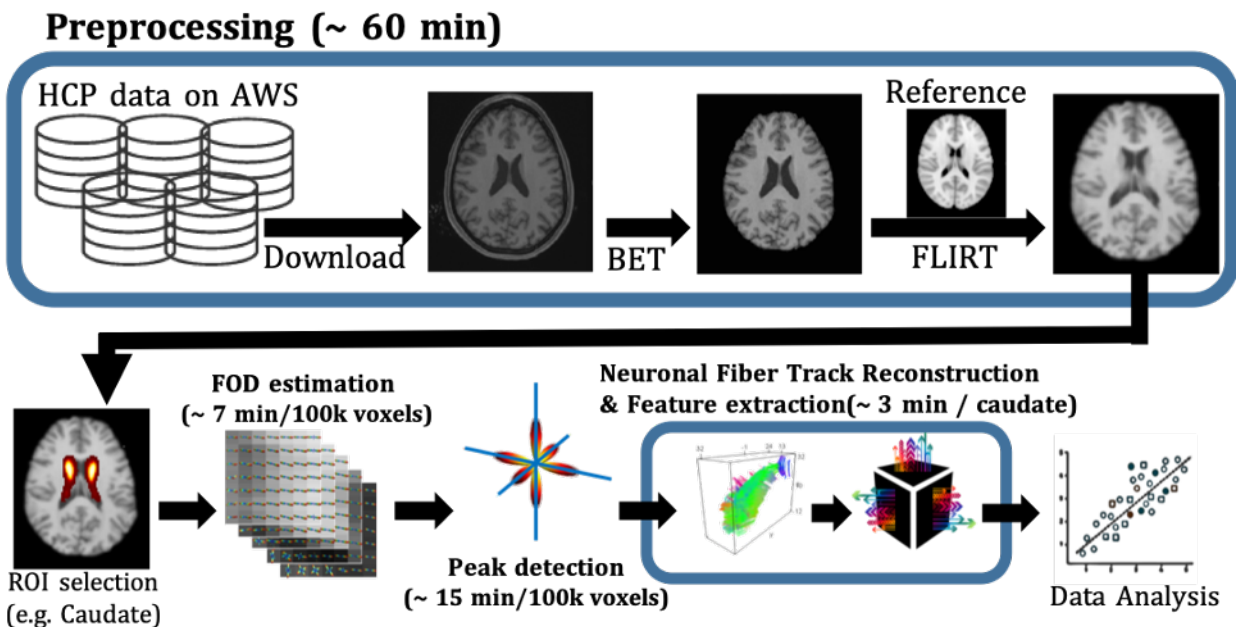 Preprocessing (~ 60 min)
HCP data on AWS
Reference
Download
BET
FLIRT
FOD estimation
(~ 7 min/100k voxels)
Neuronal Fiber Track Reconstruction
& Feature extraction(~ 3 min / caudate)
Peak detection
(~ 15 min/100k voxels)
ROI selection
(e.g. Caudate)
Data Analysis